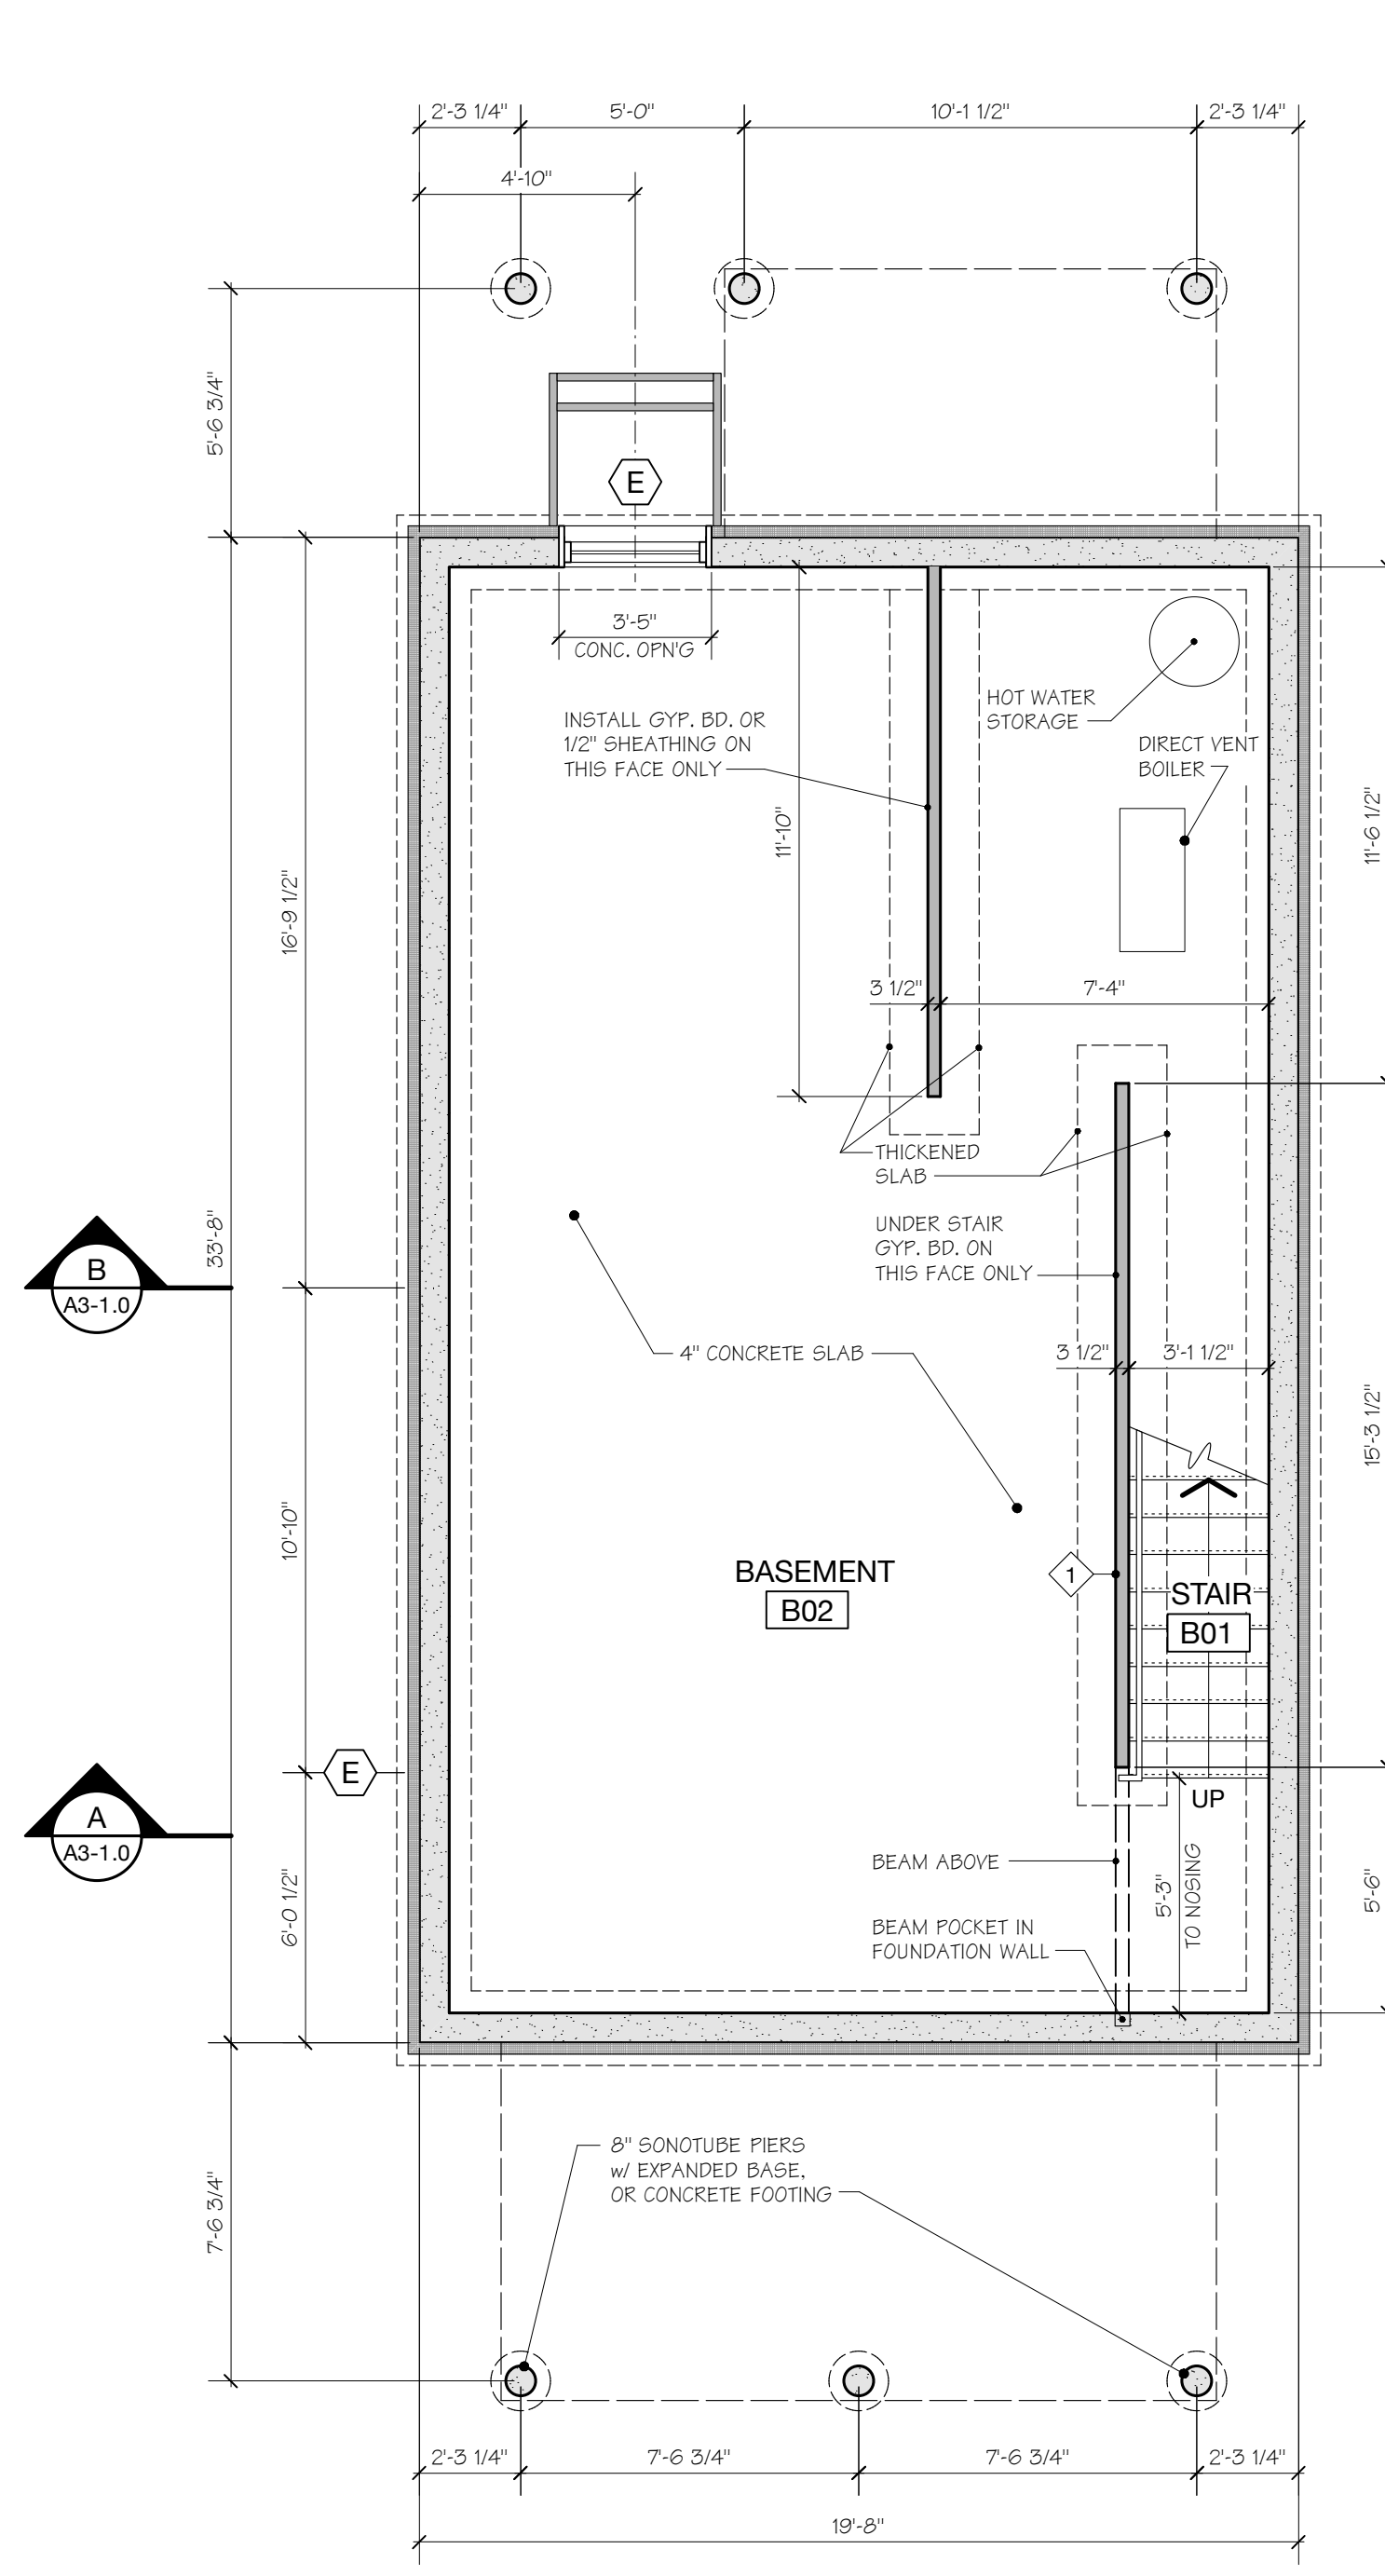 2'-3 1/4" 5'-0" 10'-1 1/2" 2'-3 1/4"
4'-10"
5'-6 3/4"
E
3'-5"
CONC. OPN'G
HOT WATER
STORAGE
INSTALL GYP. BD. OR
1/2" SHEATHING ON
THIS FACE ONLY
DIRECT VENT
BOILER
11'-10"
11'-6 1/2"
16'-9 1/2"
3 1/2" 7'-4"
THICKENED
SLAB
UNDER STAIR
GYP. BD. ON
THIS FACE ONLY
33'-8"
B
A3-1.0
4" CONCRETE SLAB
3 1/2" 3'-1 1/2"
15'-3 1/2"
10'-10"
BASEMENT
B02
1
STAIR
B01
E
UP
A
A3-1.0
BEAM ABOVE
5'-3"
TO NOSING
5'-6"
6'-0 1/2"
BEAM POCKET IN
FOUNDATION WALL
8" SONOTUBE PIERS
w/ EXPANDED BASE,
OR CONCRETE FOOTING
7'-6 3/4"
2'-3 1/4" 7'-6 3/4" 7'-6 3/4" 2'-3 1/4"
19'-8"